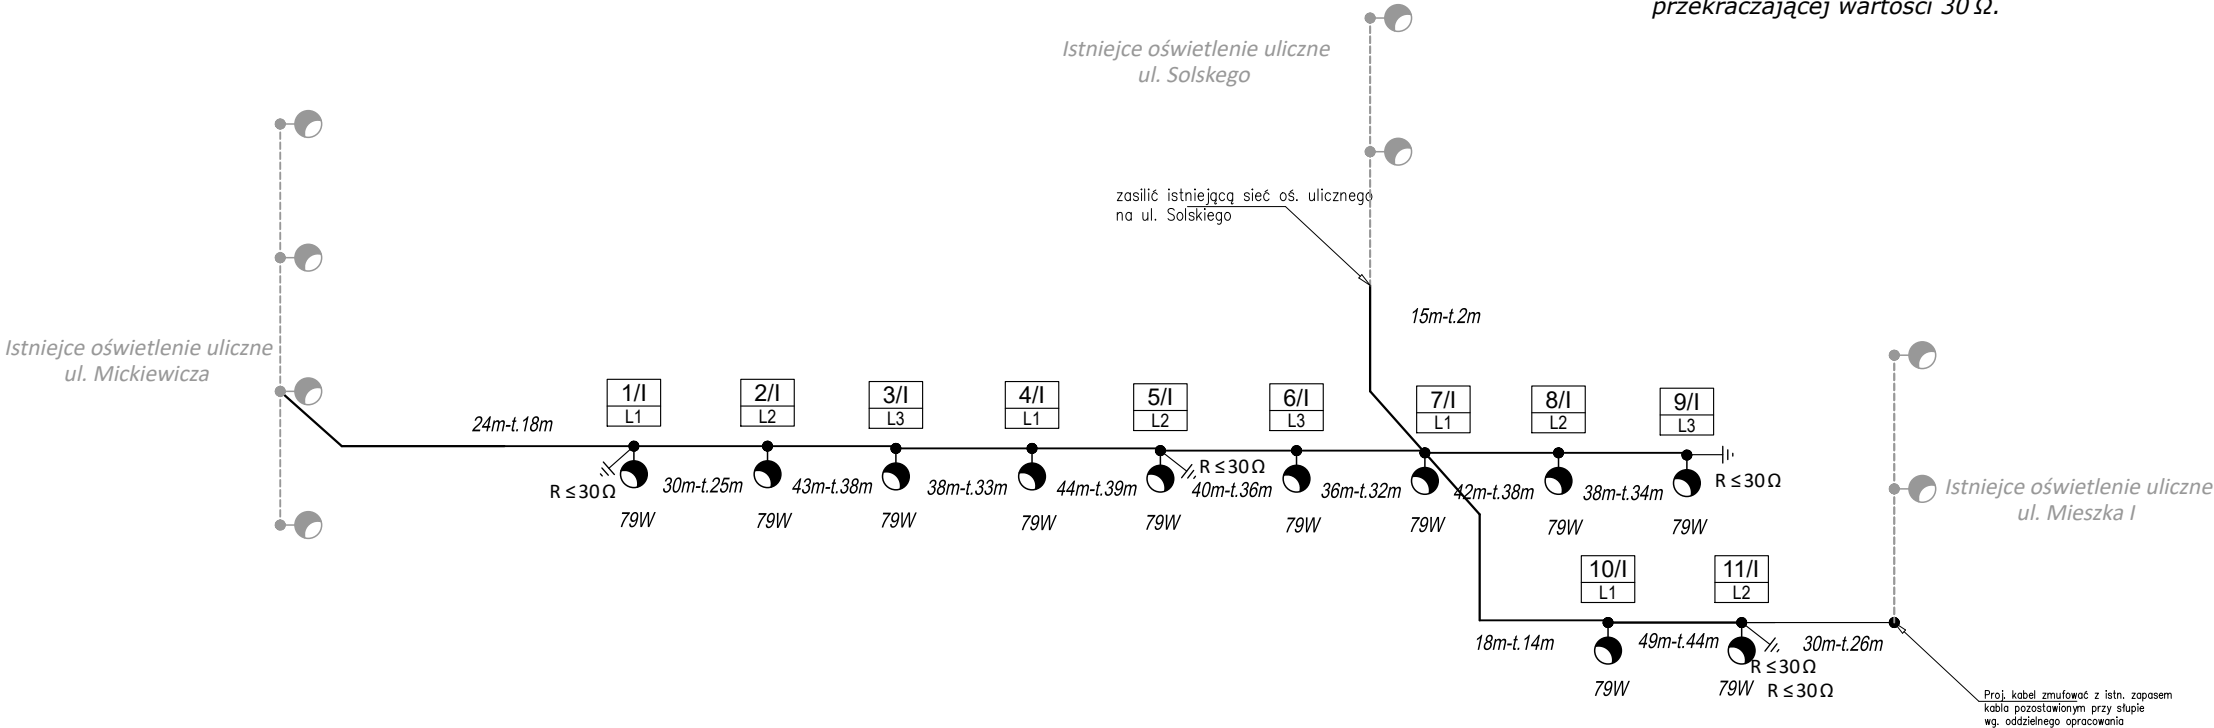 przekraczającej wartości 30 Ω.
Istniejce oświetlenie uliczne
ul. Solskego
zasilić istniejącą sieć oś. ulicznego
na ul. Solskiego
15m-t.2m
Istniejce oświetlenie uliczne
ul. Mickiewicza
24m-t.18m
1/I
L1
2/I
L2
3/I
L3
4/I
L1
5/I
L2
6/I
L3
7/I
L1
8/I
L2
9/I
L3
R ≤ 30 Ω
30m-t.25m
43m-t.38m
38m-t.33m
44m-t.39m
R ≤ 30 Ω
40m-t.36m
36m-t.32m
42m-t.38m
38m-t.34m
R ≤ 30 Ω
79W
79W
79W
79W
79W
79W
79W
79W
79W
Istniejce oświetlenie uliczne
ul. Mieszka I
10/I
L1
11/I
L2
18m-t.14m
49m-t.44m
30m-t.26m
R ≤ 30 Ω
79W
79W
R ≤ 30 Ω
Proj. kabel zmufować z istn. zapasem
kabla pozostawionym przy słupie
wg. oddzielnego opracowania